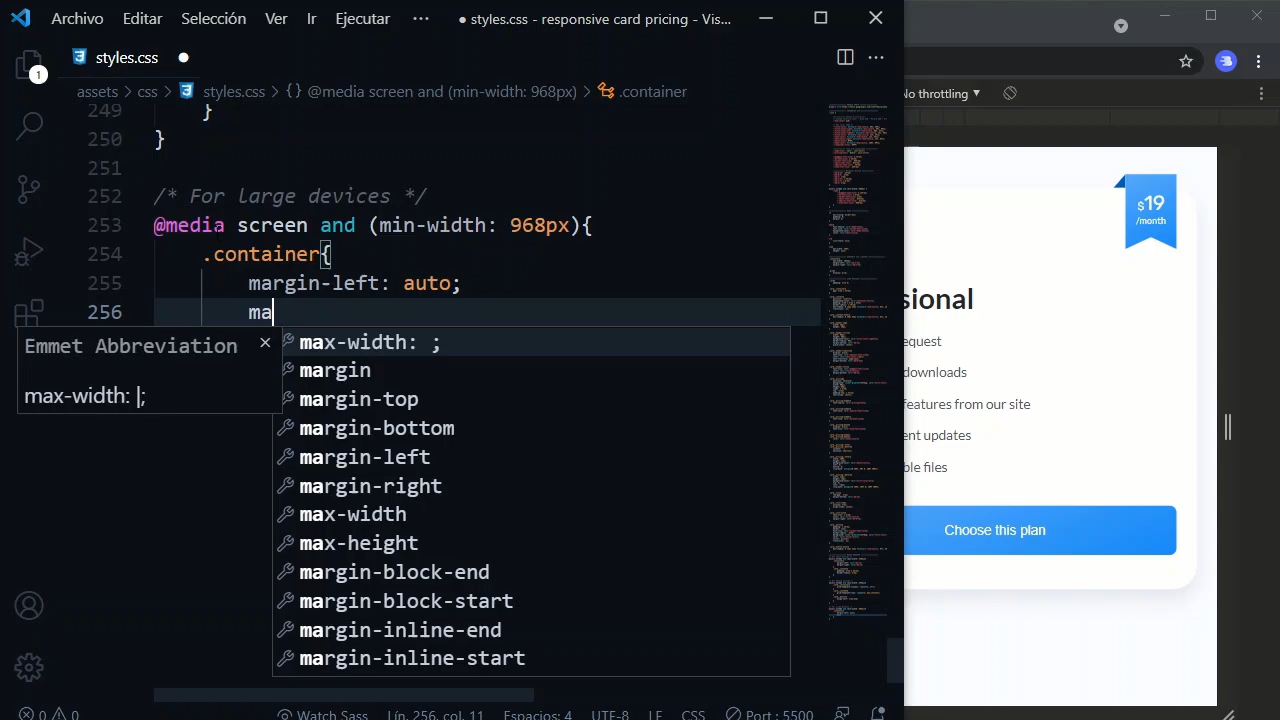 Archivo Editar Selección Ver Ir Ejecutar ··· ● styles.css - responsive card pricing - Vis...
styles.css
assets > css > styles.css > {} @media screen and (min-width: 968px) > .container
1
249 }
250 }
251
252 /* For large devices */
253 @media screen and (min-width: 968px){
254 .container{
255 margin-left: auto;
256 ma
Emmet Abbreviation
max-width: |;
max-width: ;
margin
margin-top
margin-bottom
margin-left
margin-right
max-width
max-height
margin-block-end
margin-block-start
margin-inline-end
margin-inline-start
0 0 Watch Sass Lín. 256, col. 11 Espacios: 4 UTF-8 LF CSS Port : 5500
No throttling
$19
/month
sional
equest
downloads
features from our site
ent updates
ble files
Choose this plan